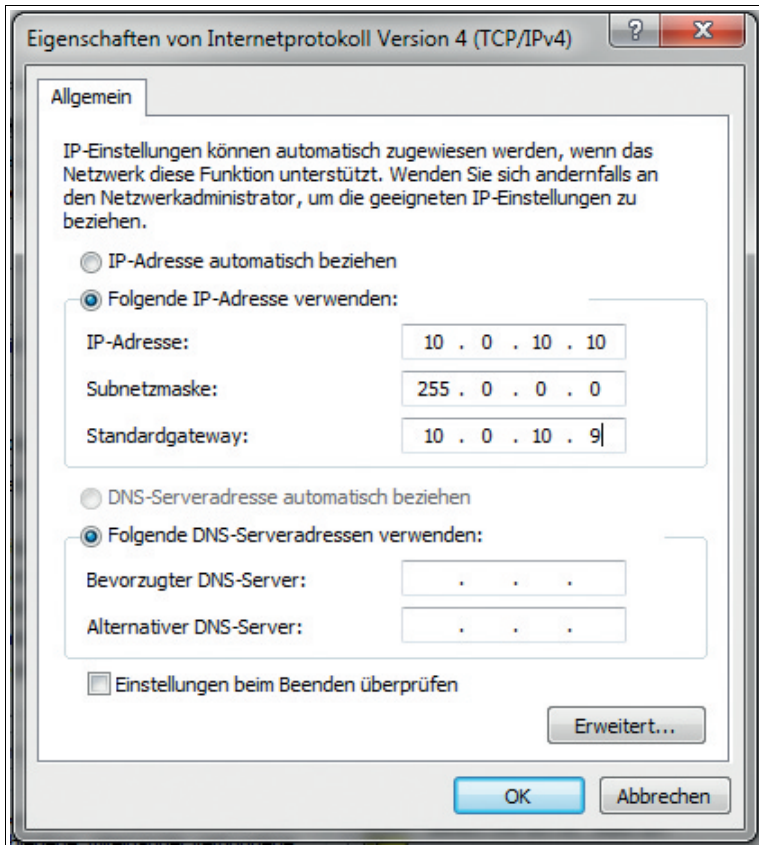 Eigenschaften von Internetprotokoll Version 4 (TCP/IPv4)
Allgemein
IP-Einstellungen können automatisch zugewiesen werden, wenn das
Netzwerk diese Funktion unterstützt. Wenden Sie sich andernfalls an
den Netzwerkadministrator, um die geeigneten IP-Einstellungen zu
beziehen.
IP-Adresse automatisch beziehen
Folgende IP-Adresse verwenden:
IP-Adresse: 10 . 0 . 10 . 10
Subnetzmaske: 255 . 0 . 0 . 0
Standardgateway: 10 . 0 . 10 . 9
DNS-Serveradresse automatisch beziehen
Folgende DNS-Serveradressen verwenden:
Bevorzugter DNS-Server: . . .
Alternativer DNS-Server: . . .
Einstellungen beim Beenden überprüfen
Erweitert...
OK Abbrechen